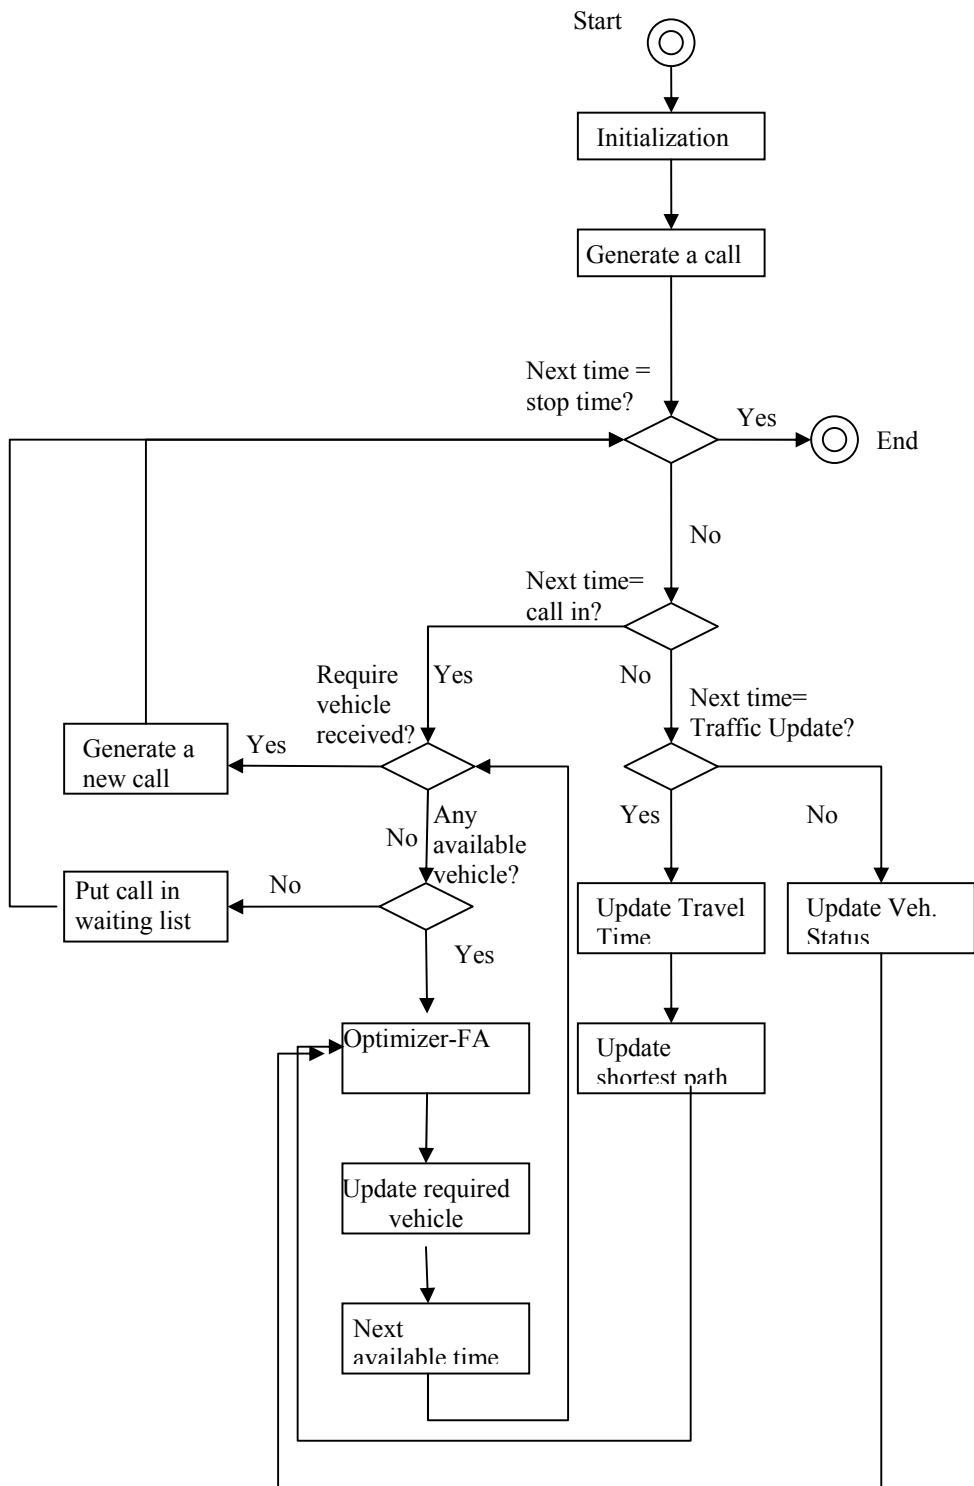 Start
Initialization
Generate a call
Next time =
stop time?
Yes
End
No
Next time=
call in?
Yes
No
Require
vehicle
received?
Next time=
Traffic Update?
Generate a
new call
Yes
No
Any
available
vehicle?
Yes
No
Put call in
waiting list
No
Update Travel
Time
Update Veh.
Status
Yes
Optimizer-FA
Update
shortest path
Update required
vehicle
Next
available time